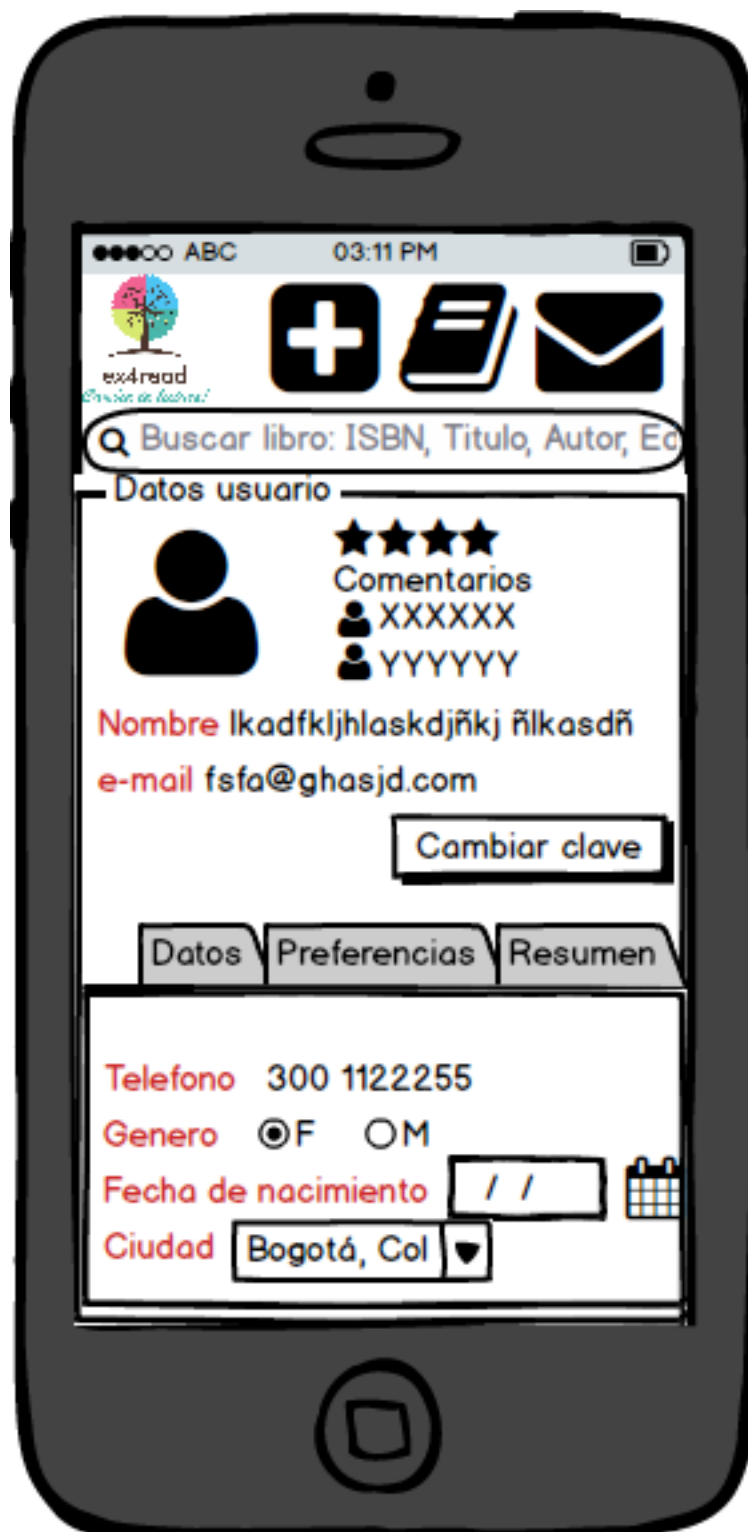 ABC 03:11 PM
ex4read
Buscar libro: ISBN, Titulo, Autor, Ec
Datos usuario
Comentarios
XXXXXX
YYYYYY
Nombre lkadfkljhlaskdjñkj ñlkasdñ
e-mail fsfa@ghasjd.com
Cambiar clave
Datos Preferencias Resumen
Telefono 300 1122255
Genero F M
Fecha de nacimiento / /
Ciudad Bogotá, Col